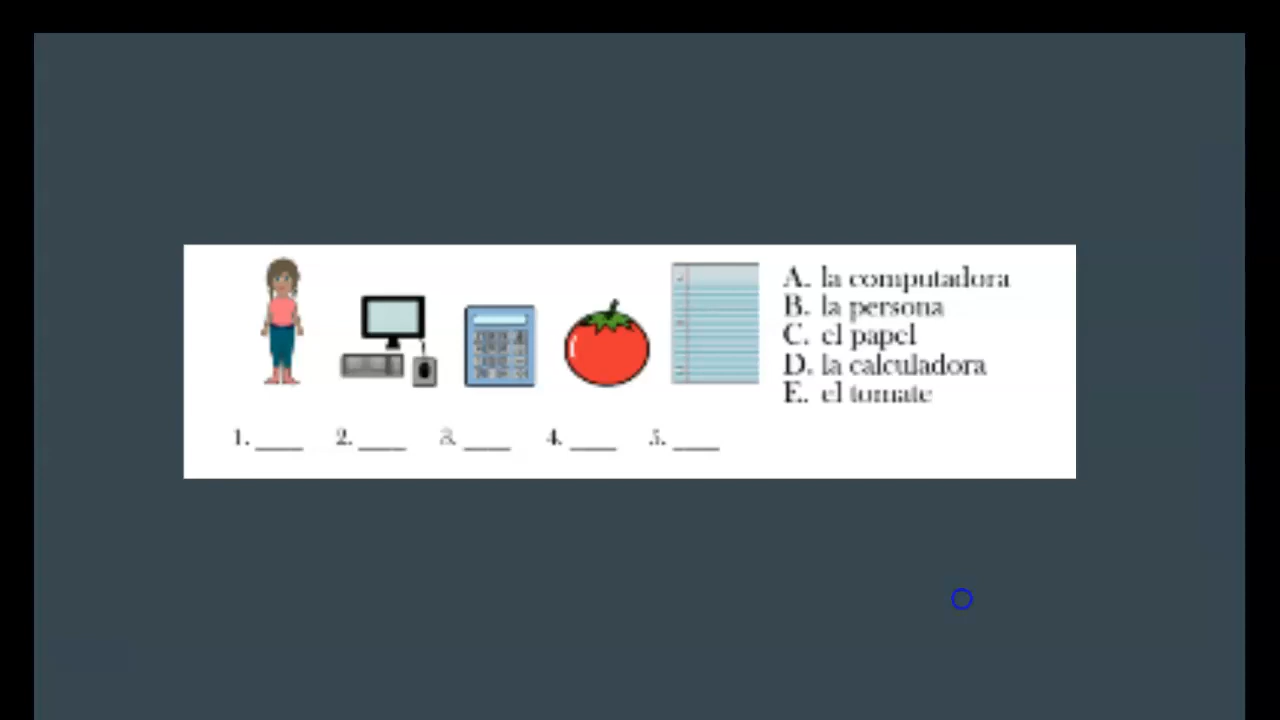 A. la computadora
B. la persona
C. el papel
D. la calculadora
E. el tomate
1. ____ 2. ____ 3. ____ 4. ____ 5. ____